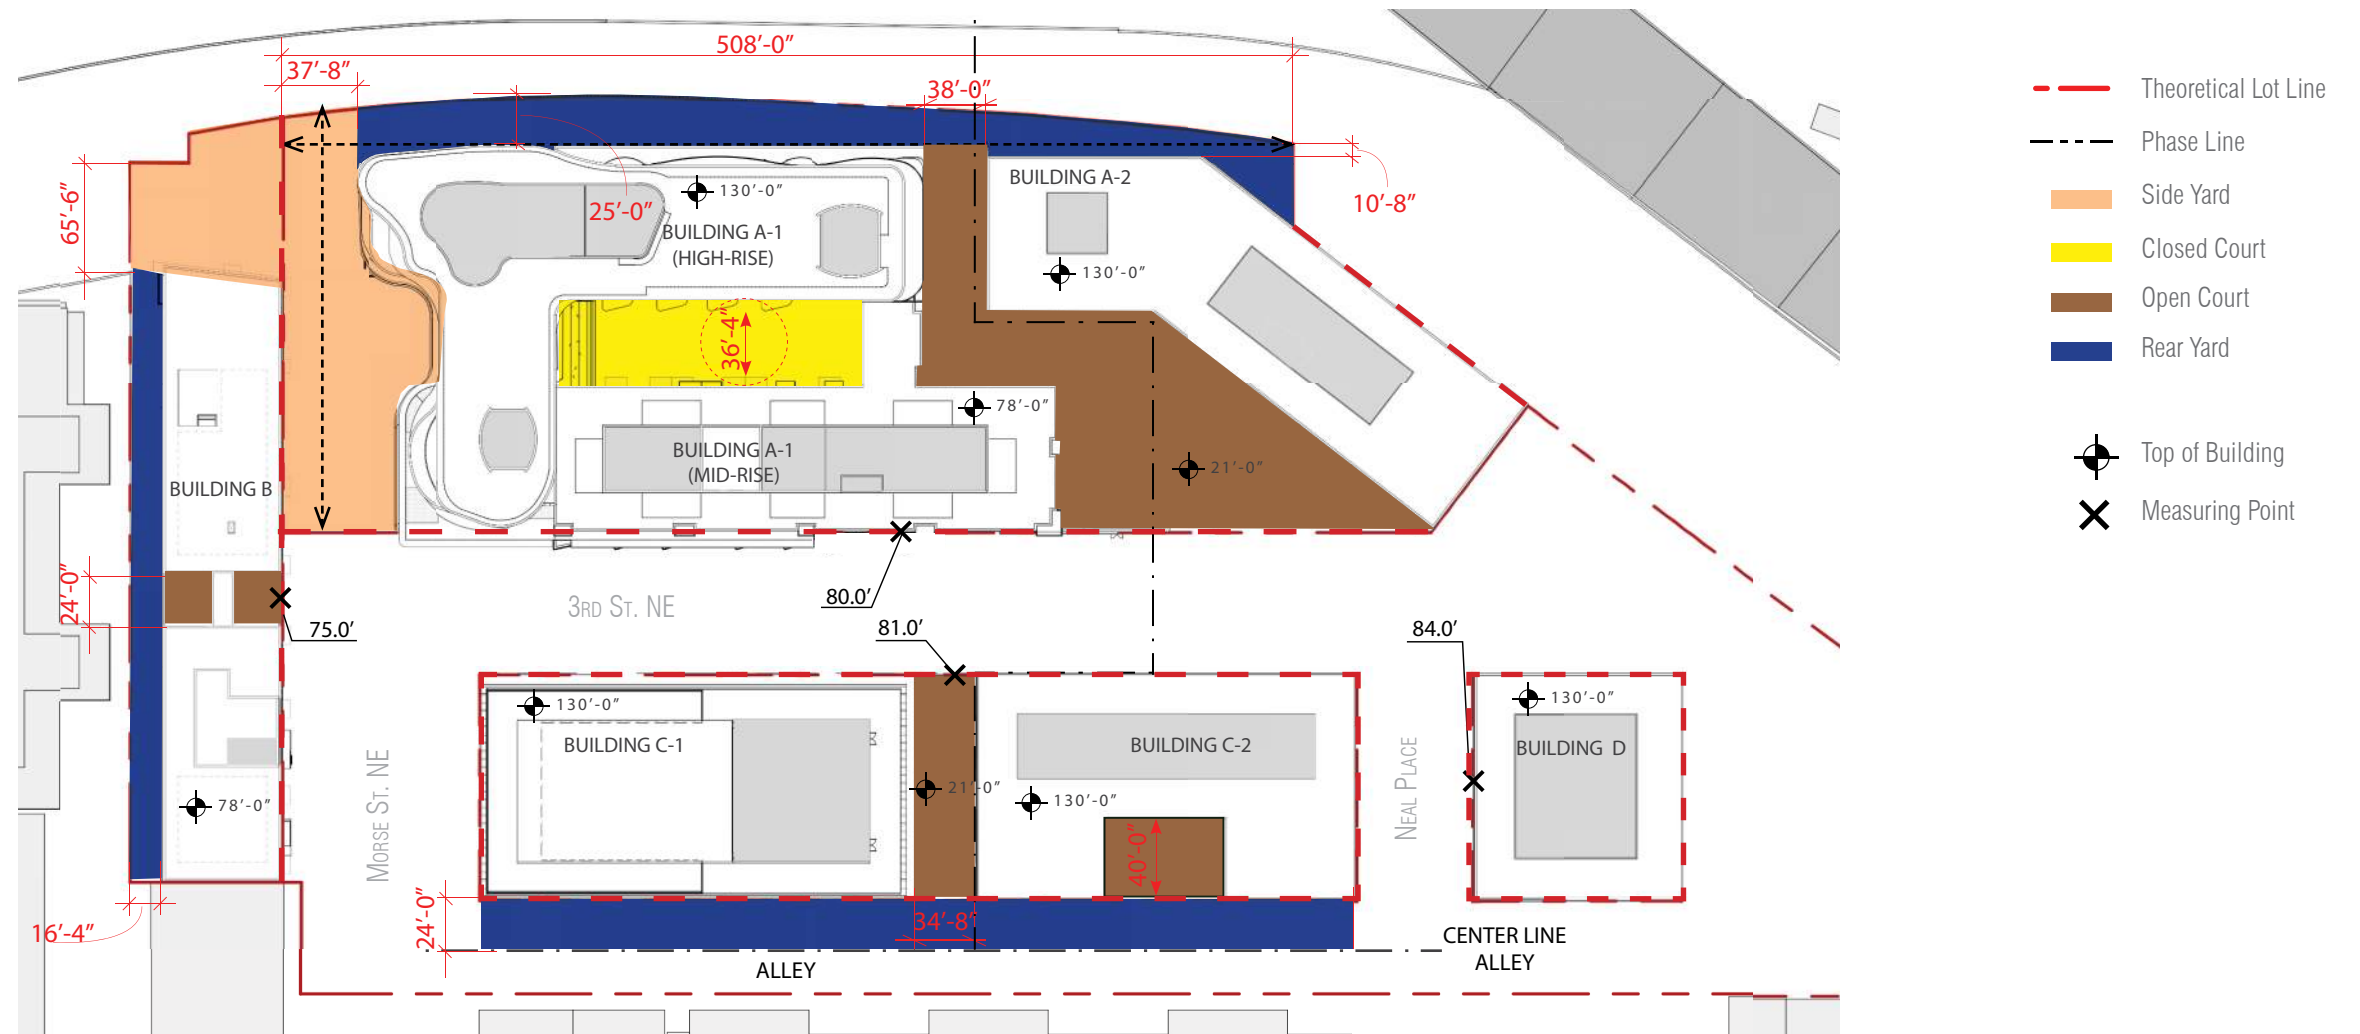 508'-0"
37'-8"
38'-0"
65'-6"
25'-0"
10'-8"
130'-0"
BUILDING A-1
(HIGH-RISE)
BUILDING A-2
130'-0"
36'-4"
78'-0"
BUILDING A-1
(MID-RISE)
21'-0"
BUILDING B
24'-0"
75.0'
3RD ST. NE
80.0'
81.0'
84.0'
130'-0"
BUILDING C-1
BUILDING C-2
130'-0"
BUILDING D
21'-0"
130'-0"
78'-0"
MORSE ST. NE
NEAL PLACE
40'-0"
16'-4"
24'-0"
34'-8"
CENTER LINE
ALLEY
ALLEY
Theoretical Lot Line
Phase Line
Side Yard
Closed Court
Open Court
Rear Yard
Top of Building
Measuring Point